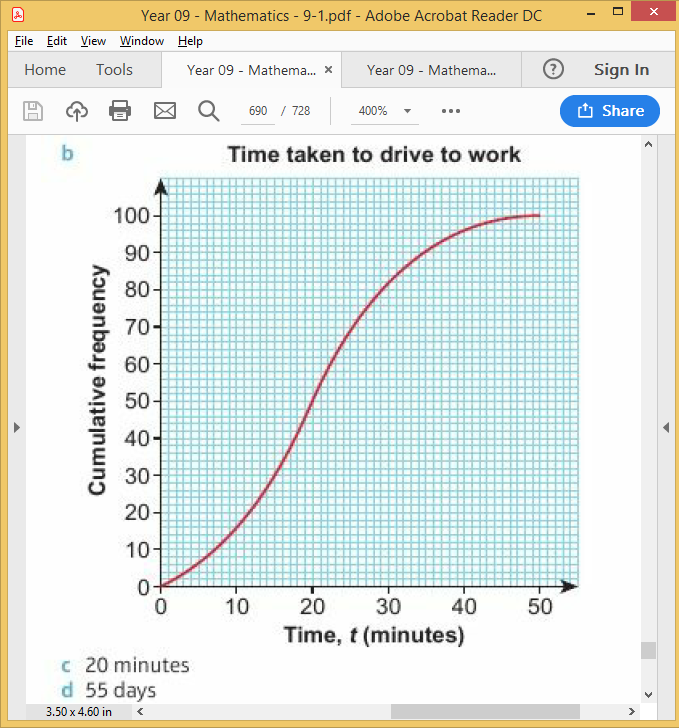 Year 09 - Mathematics - 9-1.pdf - Adobe Acrobat Reader DC
File Edit View Window Help
Home Tools Year 09 - Mathema... × Year 09 - Mathema... ? Sign In
690 / 728 400% Share
b Time taken to drive to work
100
90
80
70
60
50
40
30
20
10
0
Cumulative frequency
0 10 20 30 40 50
Time, t (minutes)
c 20 minutes
d 55 days
3.50 x 4.60 in